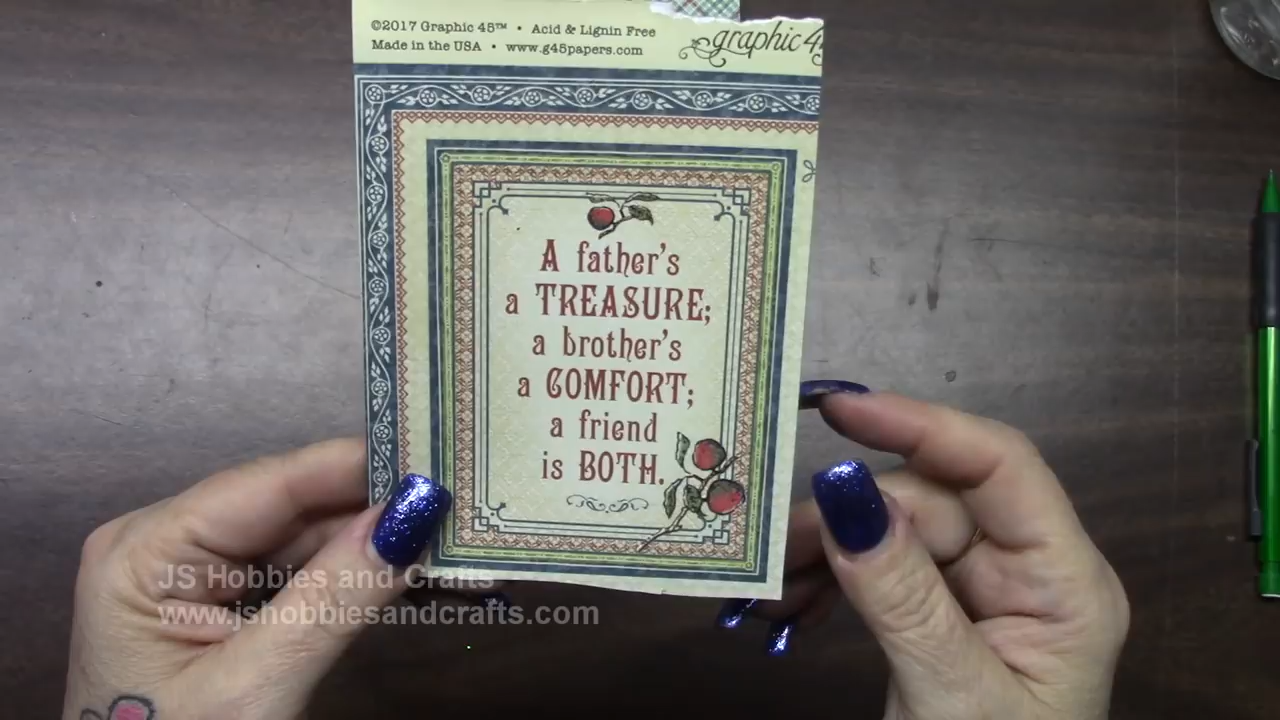 ©2017 Graphic 45™ • Acid & Lignin Free
Made in the USA • www.g45papers.com
graphic 4
A father's
a TREASURE;
a brother's
a COMFORT;
a friend
is BOTH.
JS Hobbies and Crafts
www.jshobbiesandcrafts.com